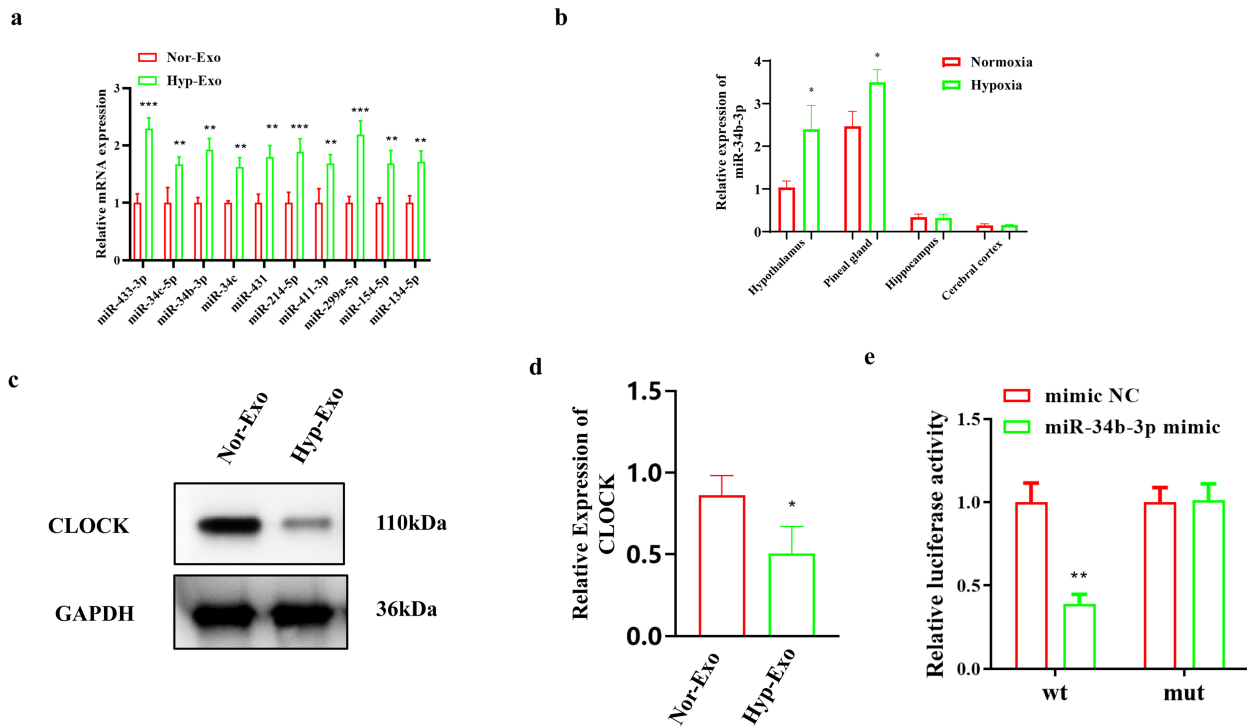 a
Nor-Exo
Hyp-Exo
Relative mRNA expression
3
2
1
0
***
**
**
**
**
***
**
***
**
**
miR-433-3p
miR-34c-5p
miR-34b-3p
miR-34c
miR-431
miR-214-5p
miR-411-3p
miR-299a-5p
miR-154-5p
miR-134-5p
b
Normoxia
Hypoxia
Relative expression of
miR-34b-3p
4
3
2
1
0
*
*
Hypothalamus
Pineal gland
Hippocampus
Cerebral cortex
c
Nor-Exo
Hyp-Exo
CLOCK
110kDa
GAPDH
36kDa
d
Relative Expression of
CLOCK
1.5
1.0
0.5
0.0
*
Nor-Exo
Hyp-Exo
e
mimic NC
miR-34b-3p mimic
Relative luciferase activity
1.5
1.0
0.5
0.0
**
wt
mut